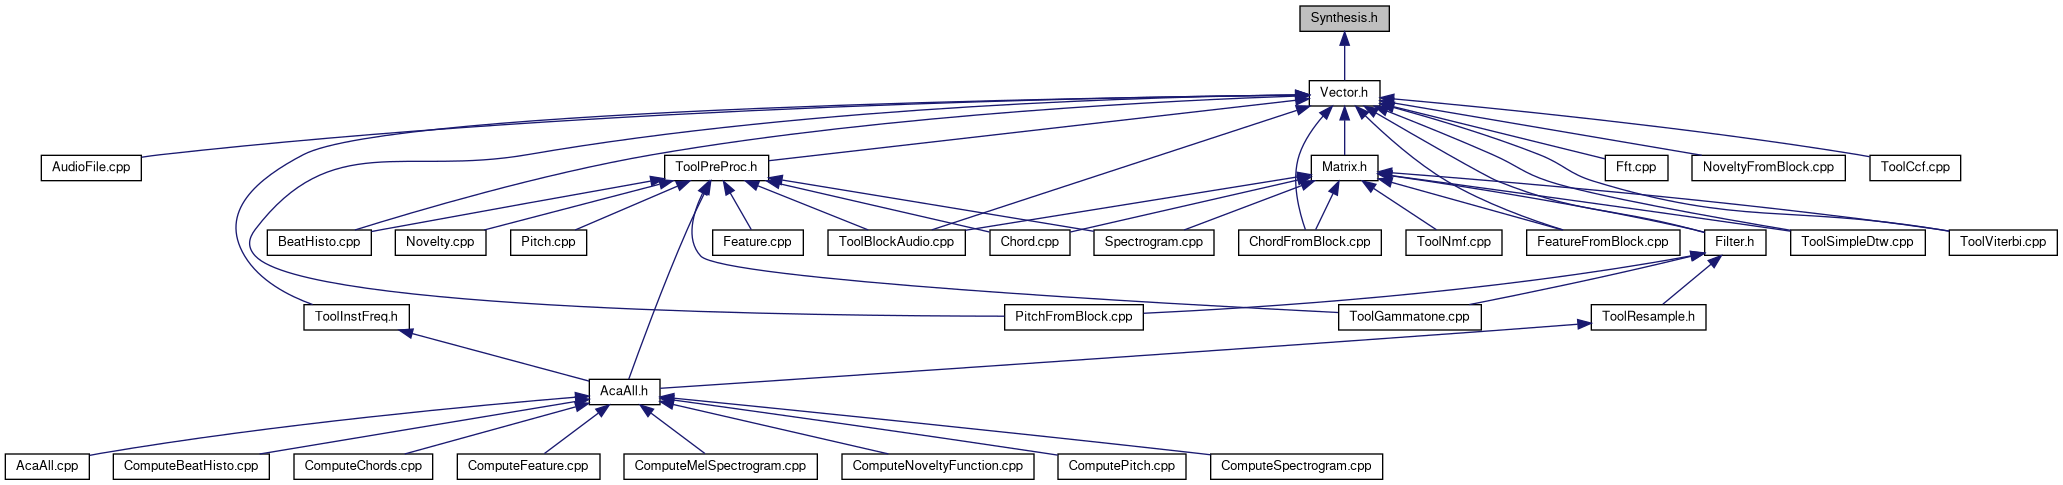 Synthesis.h
Vector.h
AudioFile.cpp
ToolPreProc.h
Matrix.h
Fft.cpp
NoveltyFromBlock.cpp
ToolCcf.cpp
BeatHisto.cpp
Novelty.cpp
Pitch.cpp
Feature.cpp
ToolBlockAudio.cpp
Chord.cpp
Spectrogram.cpp
ChordFromBlock.cpp
ToolNmf.cpp
FeatureFromBlock.cpp
Filter.h
ToolSimpleDtw.cpp
ToolViterbi.cpp
ToolInstFreq.h
PitchFromBlock.cpp
ToolGammatone.cpp
ToolResample.h
AcaAll.h
AcaAll.cpp
ComputeBeatHisto.cpp
ComputeChords.cpp
ComputeFeature.cpp
ComputeMelSpectrogram.cpp
ComputeNoveltyFunction.cpp
ComputePitch.cpp
ComputeSpectrogram.cpp